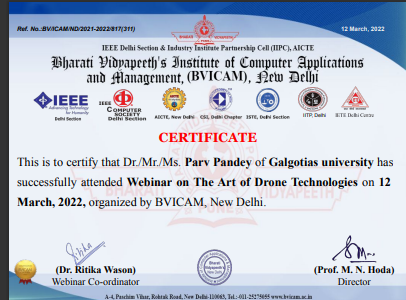 Ref. No.:BV/ICAM/ND/2021-2022/817(311)
12 March, 2022
IEEE Delhi Section & Industry Institute Partnership Cell (IIPC), AICTE
Bharati Vidyapeeth's Institute of Computer Applications
and Management, (BVICAM), New Delhi
IEEE
Advancing Technology
for Humanity
Delhi Section
IEEE
COMPUTER
SOCIETY
Delhi Section
AICTE, New Delhi
CSI, Delhi Chapter
ISTE, Delhi Section
IITP, Delhi
IETE Delhi Centre
CERTIFICATE
This is to certify that Dr./Mr./Ms. Parv Pandey of Galgotias university has
successfully attended Webinar on The Art of Drone Technologies on 12
March, 2022, organized by BVICAM, New Delhi.
BHARATI VIDYAPEETH
(Dr. Ritika Wason)
Webinar Co-ordinator
(Prof. M. N. Hoda)
Director
A-4, Paschim Vihar, Rohtak Road, New Delhi-110063, Tel.: 011-25275055 www.bvicam.ac.in